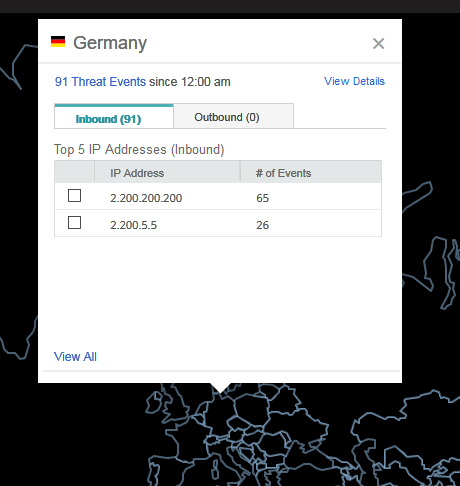 Germany
91 Threat Events since 12:00 am
View Details
Inbound (91)
Outbound (0)
Top 5 IP Addresses (Inbound)
IP Address # of Events
2.200.200.200 65
2.200.5.5 26
View All